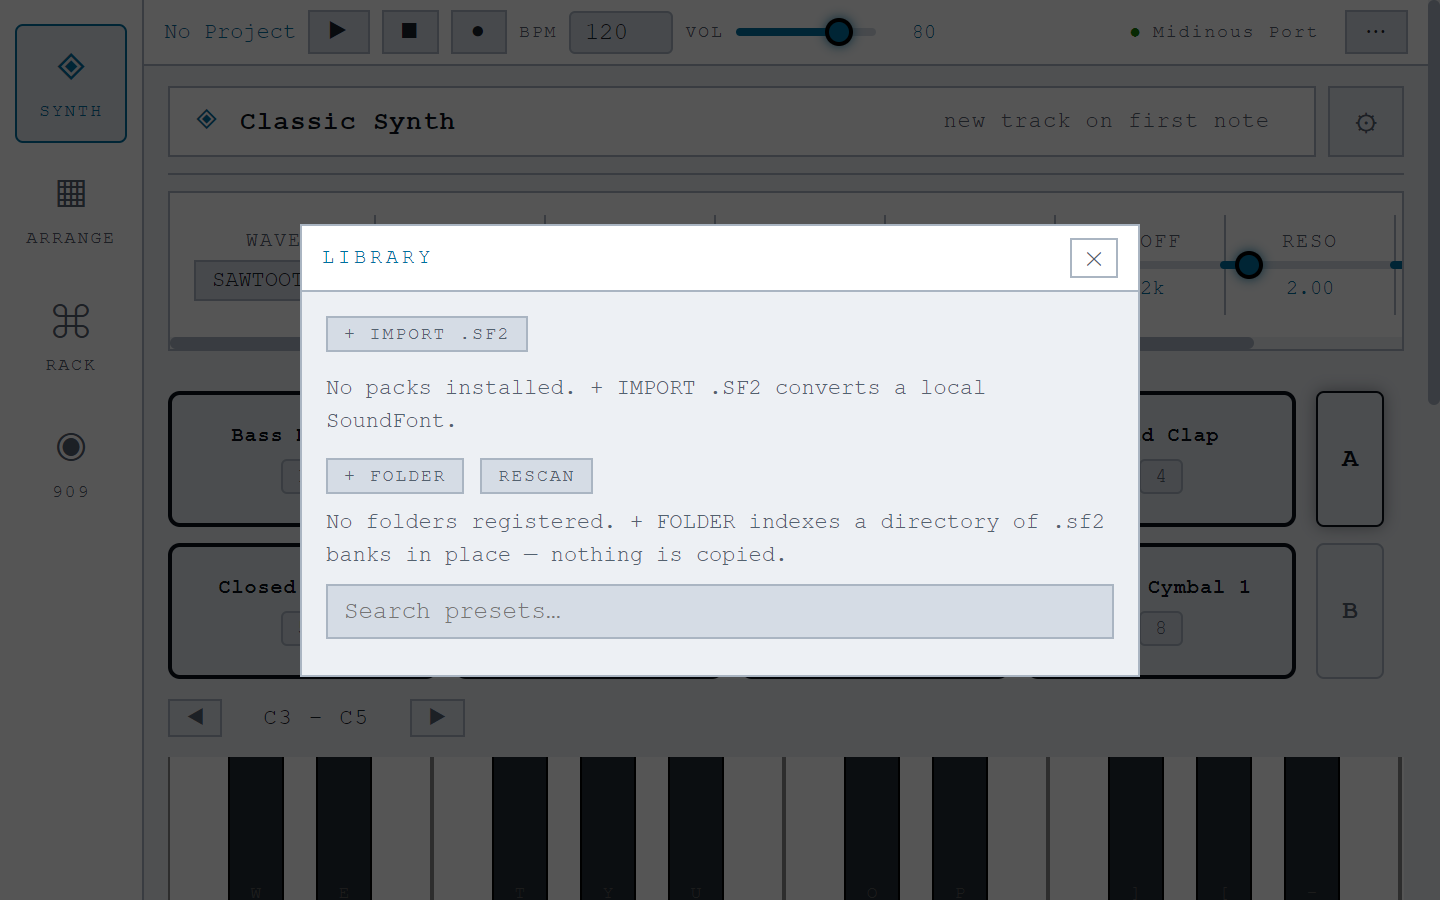 No Project
BPM
120
VOL
80
Midinous Port
SYNTH
ARRANGE
RACK
909
Classic Synth
new track on first note
WAVE
SAWTOOT
OFF
2k
RESO
2.00
LIBRARY
+ IMPORT .SF2
No packs installed. + IMPORT .SF2 converts a local
SoundFont.
+ FOLDER
RESCAN
No folders registered. + FOLDER indexes a directory of .sf2
banks in place — nothing is copied.
Search presets…
Bass
d Clap
4
A
Closed
Cymbal 1
8
B
C3 – C5
W
E
T
Y
U
O
P
]
[
-